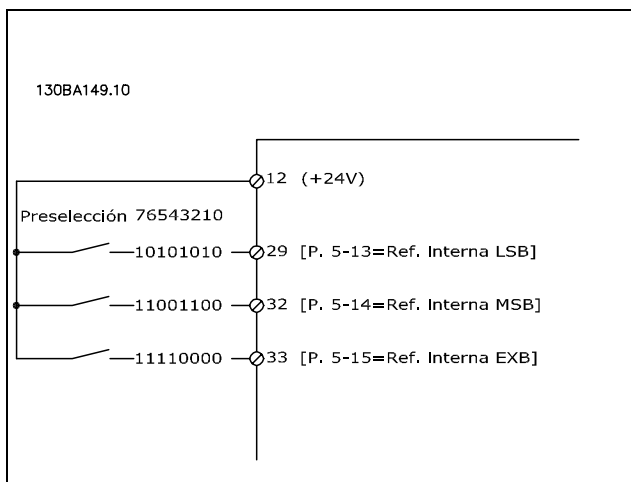 130BA149.10
12 (+24V)
Preselección 76543210
10101010 29 [P. 5-13=Ref. Interna LSB]
11001100 32 [P. 5-14=Ref. Interna MSB]
11110000 33 [P. 5-15=Ref. Interna EXB]